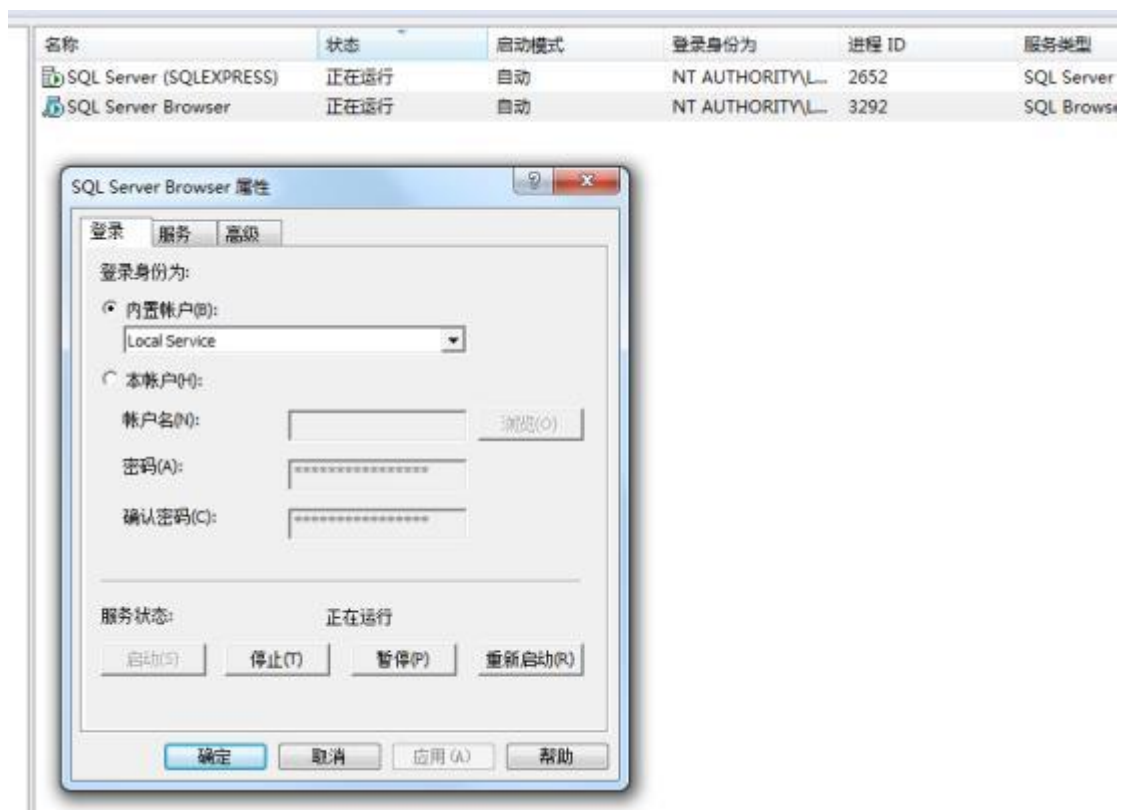 名称 状态 启动模式 登录身份为 进程 ID 服务类型
SQL Server (SQLEXPRESS) 正在运行 自动 NT AUTHORITY\L... 2652 SQL Server
SQL Server Browser 正在运行 自动 NT AUTHORITY\L... 3292 SQL Browse
SQL Server Browser 属性
登录 服务 高级
登录身份为:
内置帐户(B):
Local Service
本帐户(H):
帐户名(N): 浏览(O)
密码(A): ****************
确认密码(C): ****************
服务状态: 正在运行
启动(S) 停止(T) 暂停(P) 重新启动(R)
确定 取消 应用(A) 帮助